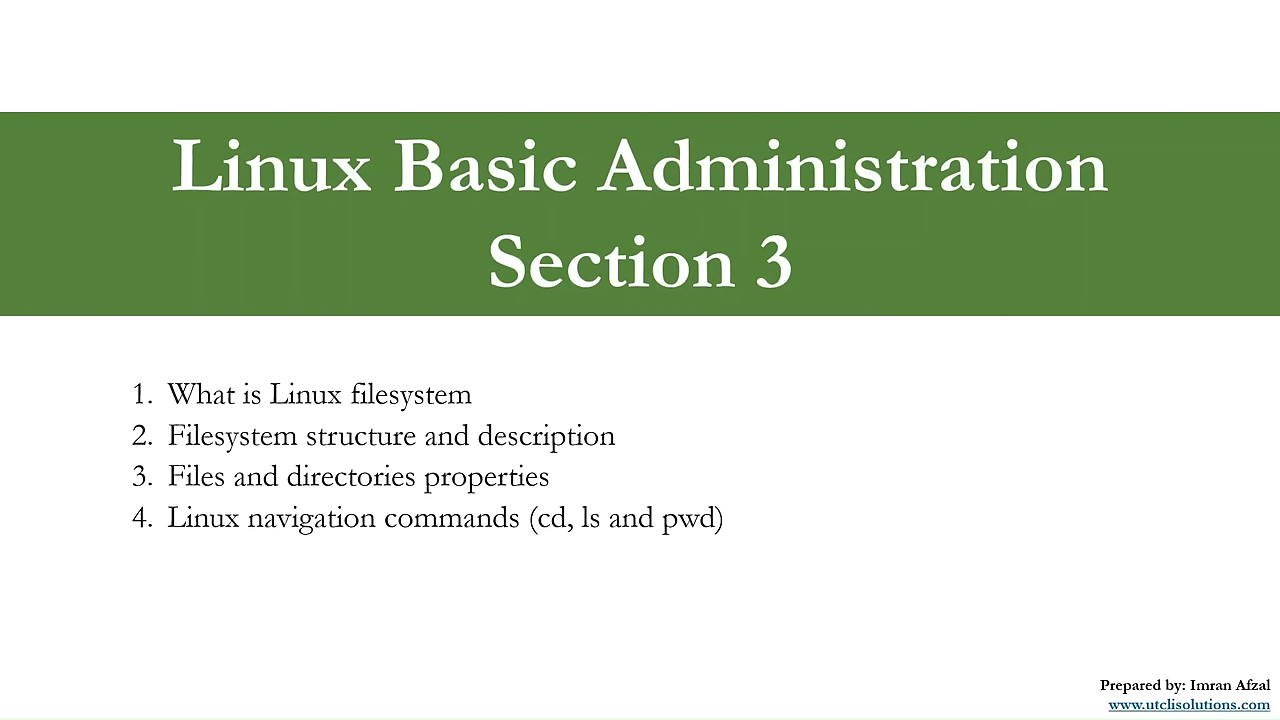 Linux Basic Administration
Section 3
1. What is Linux filesystem
2. Filesystem structure and description
3. Files and directories properties
4. Linux navigation commands (cd, ls and pwd)
Prepared by: Imran Afzal
www.utclisolutions.com